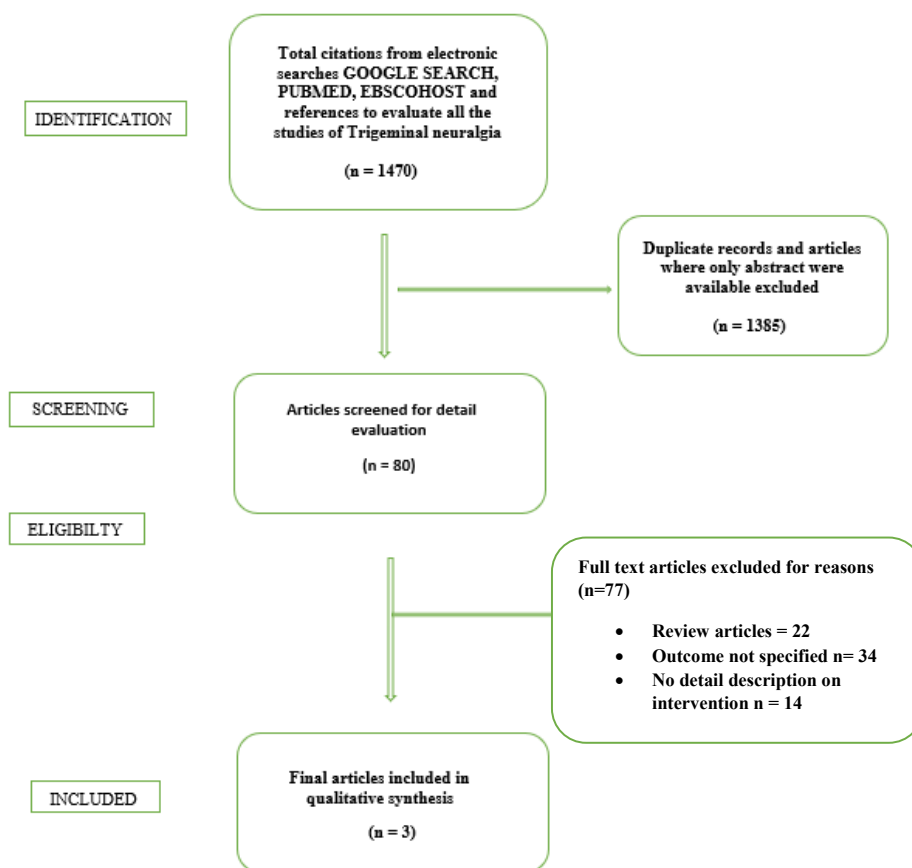 Total citations from electronic
searches GOOGLE SEARCH,
PUBMED, EBSCOHOST and
references to evaluate all the
studies of Trigeminal neuralgia
(n = 1470)
IDENTIFICATION
Duplicate records and articles
where only abstract were
available excluded
(n = 1385)
SCREENING
Articles screened for detail
evaluation
(n = 80)
ELIGIBILTY
Full text articles excluded for reasons
(n=77)
• Review articles = 22
• Outcome not specified n= 34
• No detail description on
intervention n = 14
INCLUDED
Final articles included in
qualitative synthesis
(n = 3)